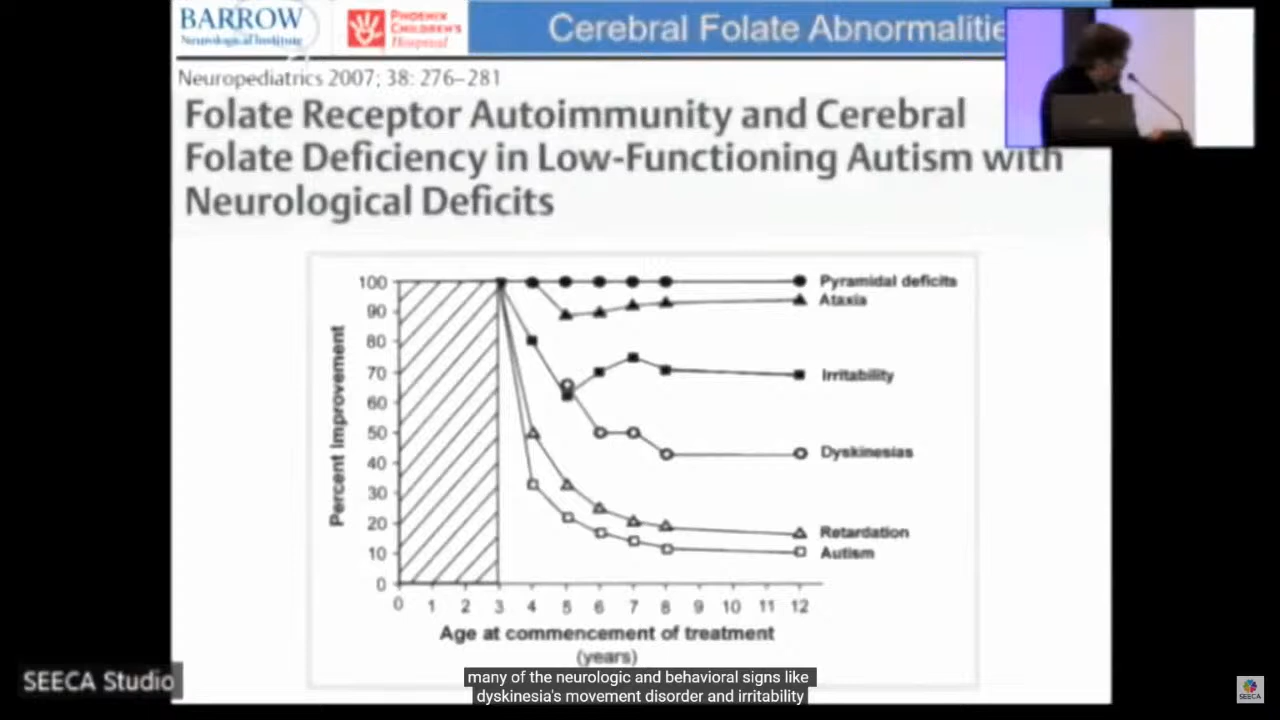 BARROW
Neurological Institute
PHOENIX
CHILDREN'S
Hospital
Cerebral Folate Abnormalitie
Neuropediatrics 2007; 38: 276–281
Folate Receptor Autoimmunity and Cerebral
Folate Deficiency in Low-Functioning Autism with
Neurological Deficits
Percent improvement
100
90
80
70
60
50
40
30
20
10
0
Pyramidal deficits
Ataxia
Irritability
Dyskinesias
Retardation
Autism
0 1 2 3 4 5 6 7 8 9 10 11 12
Age at commencement of treatment
(years)
many of the neurologic and behavioral signs like
dyskinesia's movement disorder and irritability
SEECA Studio
SEECA